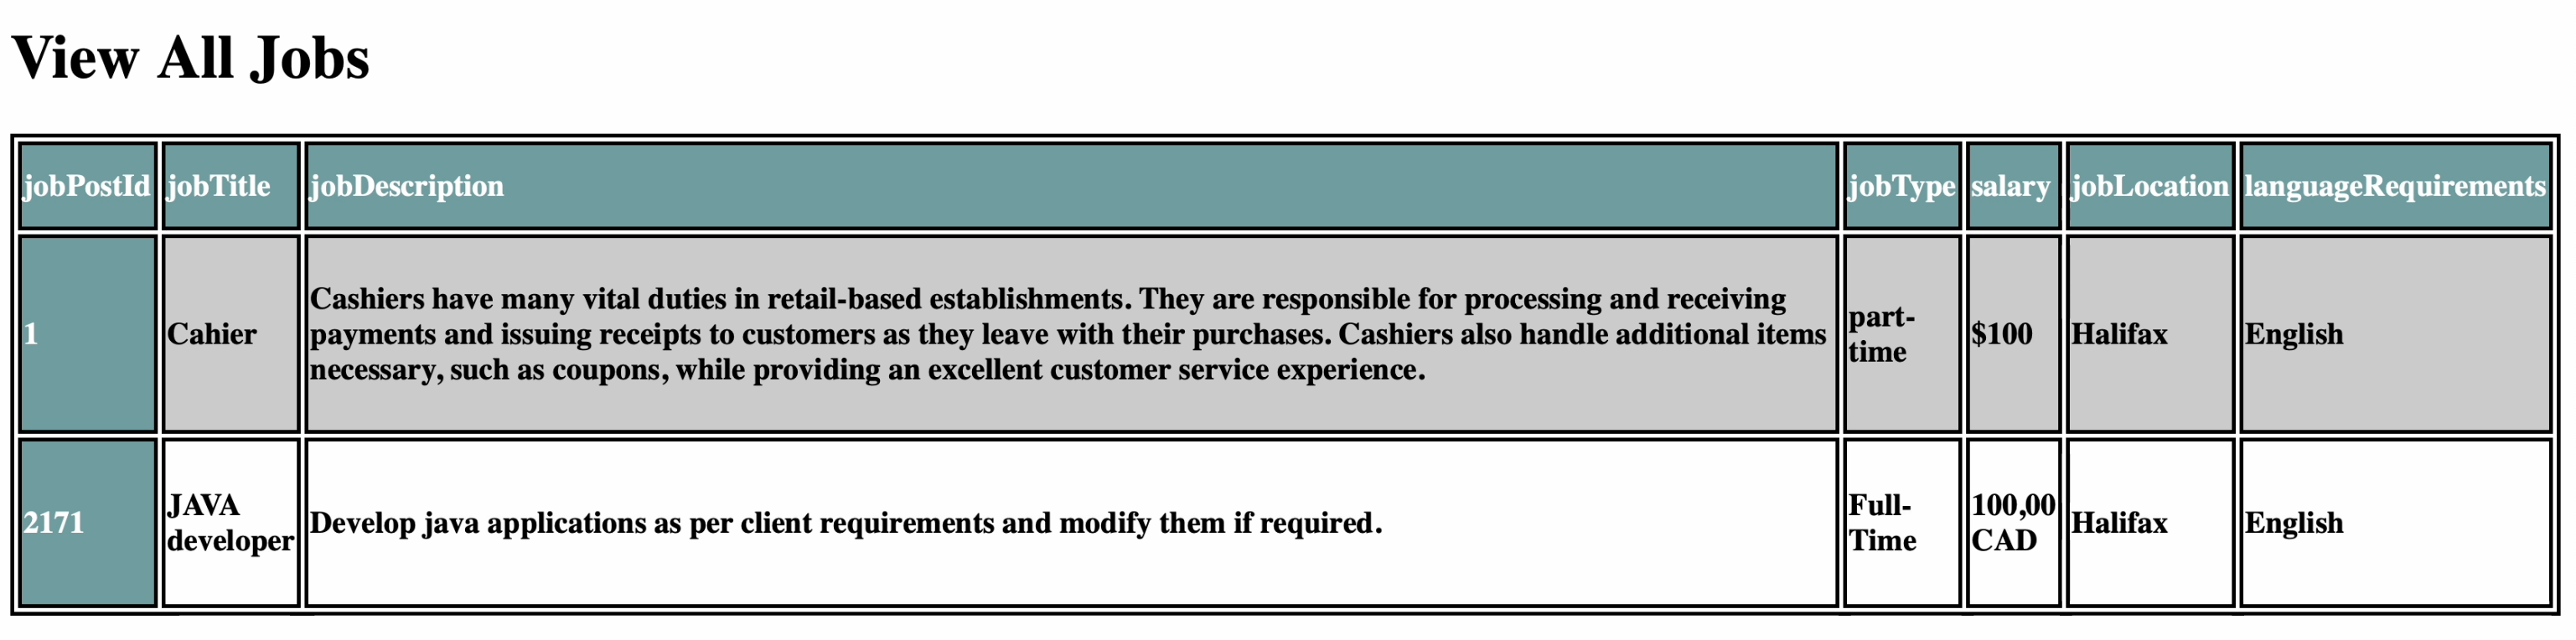 View All Jobs
jobPostId jobTitle jobDescription jobType salary jobLocation languageRequirements
1 Cahier Cashiers have many vital duties in retail-based establishments. They are responsible for processing and receiving
payments and issuing receipts to customers as they leave with their purchases. Cashiers also handle additional items
necessary, such as coupons, while providing an excellent customer service experience. part-
time $100 Halifax English
2171 JAVA
developer Develop java applications as per client requirements and modify them if required. Full-
Time 100,00
CAD Halifax English